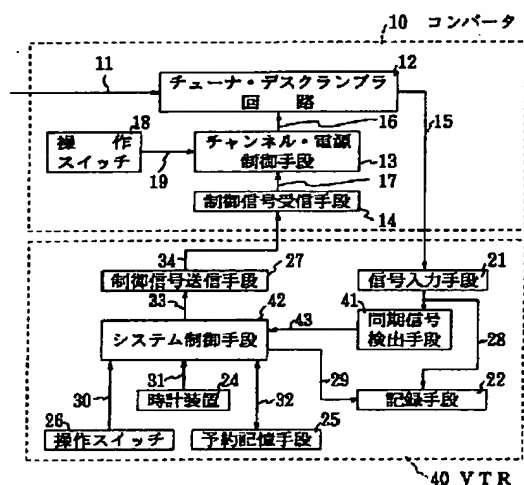 10 コンバータ
11
12
チューナ・デスクランブラ
回 路
18
操 作
スイッチ
16
15
19
チャンネル・電源
制御手段
13
17
制御信号受信手段
14
34
制御信号送信手段
27
21
信号入力手段
33
42
41
システム制御手段
43
同期信号
検出手段
28
31
24
29
22
30
時計装置
32
記録手段
26
25
操作スイッチ
予約記憶手段
40 VTR